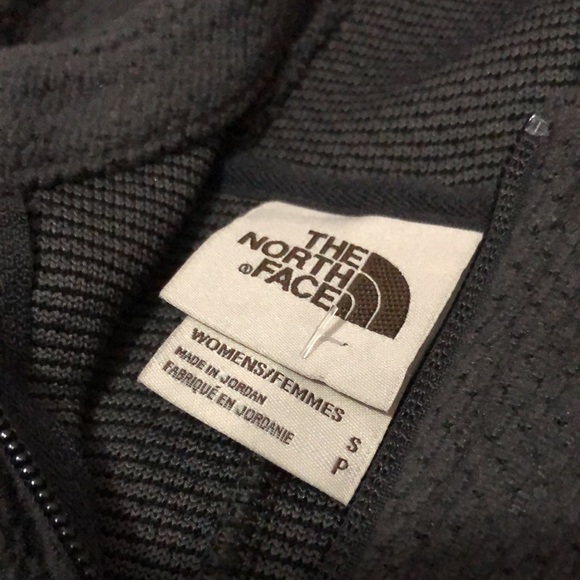 THE
NORTH
®FACE
WOMENS/FEMMES
MADE IN JORDAN
FABRIQUÉ EN JORDANIE
S
P